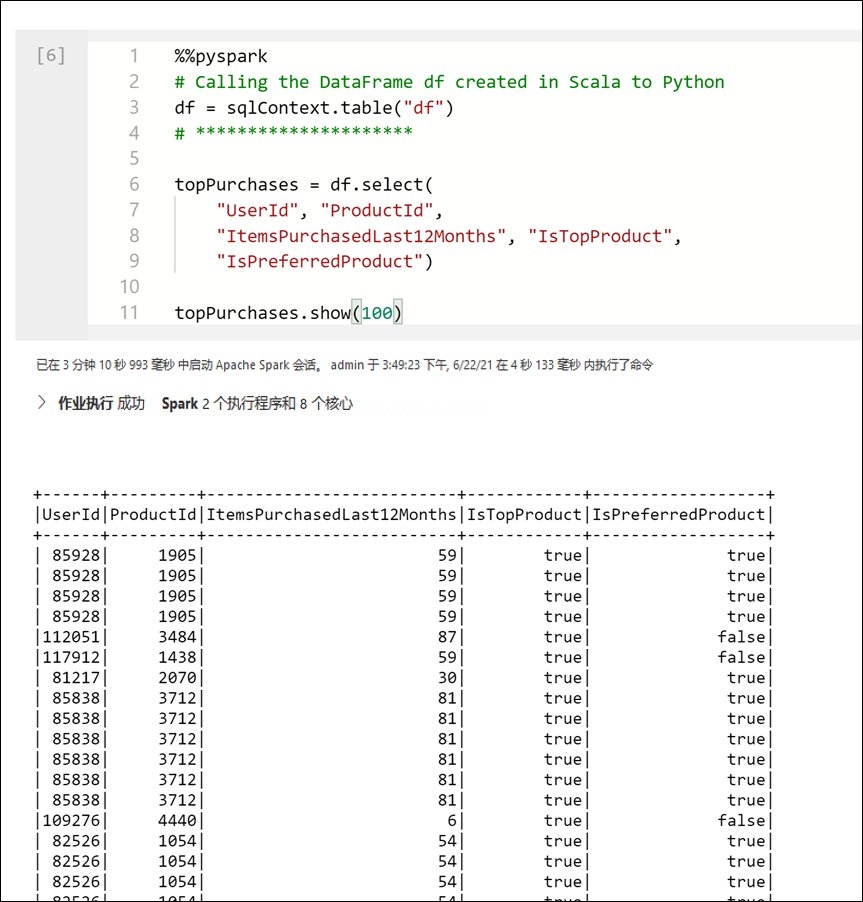 [6]
1 %%pyspark
2 # Calling the DataFrame df created in Scala to Python
3 df = sqlContext.table("df")
4 # *********************
5
6 topPurchases = df.select(
7     "UserId", "ProductId",
8     "ItemsPurchasedLast12Months", "IsTopProduct",
9     "IsPreferredProduct")
10
11 topPurchases.show(100)
已在 3 分钟 10 秒 993 毫秒 中启动 Apache Spark 会话。 admin 于 3:49:23 下午, 6/22/21 在 4 秒 133 毫秒 内执行了命令
> 作业执行 成功 Spark 2 个执行程序和 8 个核心
+------+---------+--------------------------+------------+------------------+
|UserId|ProductId|ItemsPurchasedLast12Months|IsTopProduct|IsPreferredProduct|
+------+---------+--------------------------+------------+------------------+
| 85928|     1905|                        59|        true|              true|
| 85928|     1905|                        59|        true|              true|
| 85928|     1905|                        59|        true|              true|
| 85928|     1905|                        59|        true|              true|
|112051|     3484|                        87|        true|             false|
|117912|     1438|                        59|        true|             false|
| 81217|     2070|                        30|        true|              true|
| 85838|     3712|                        81|        true|              true|
| 85838|     3712|                        81|        true|              true|
| 85838|     3712|                        81|        true|              true|
| 85838|     3712|                        81|        true|              true|
| 85838|     3712|                        81|        true|              true|
| 85838|     3712|                        81|        true|              true|
|109276|     4440|                         6|        true|             false|
| 82526|     1054|                        54|        true|              true|
| 82526|     1054|                        54|        true|              true|
| 82526|     1054|                        54|        true|              true|